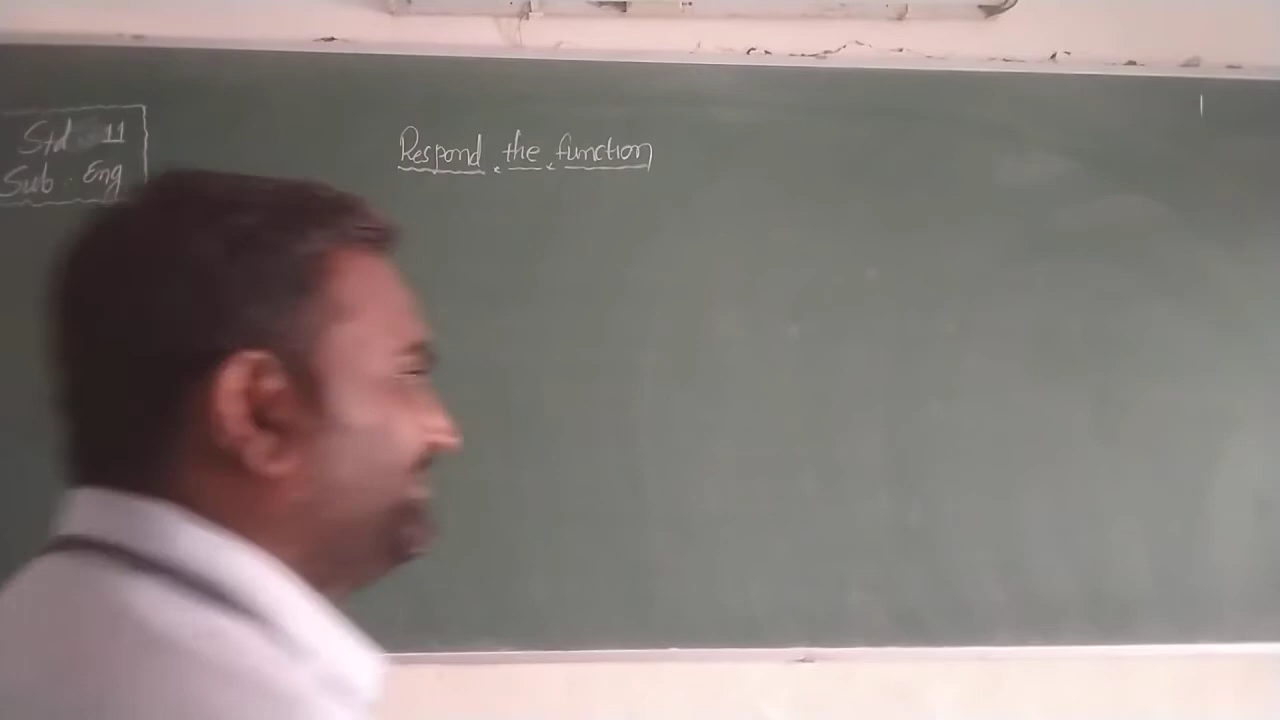 Std 11
Sub : Eng
Respond the function